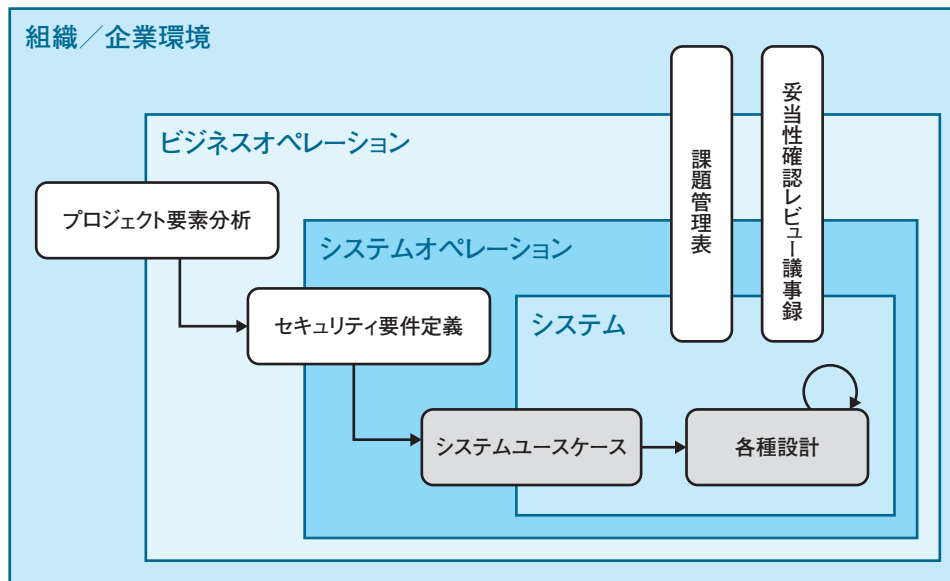 組織／企業環境
ビジネスオペレーション
プロジェクト要素分析
システムオペレーション
セキュリティ要件定義
システム
システムユースケース
各種設計
課題管理表
妥当性確認レビュー議事録